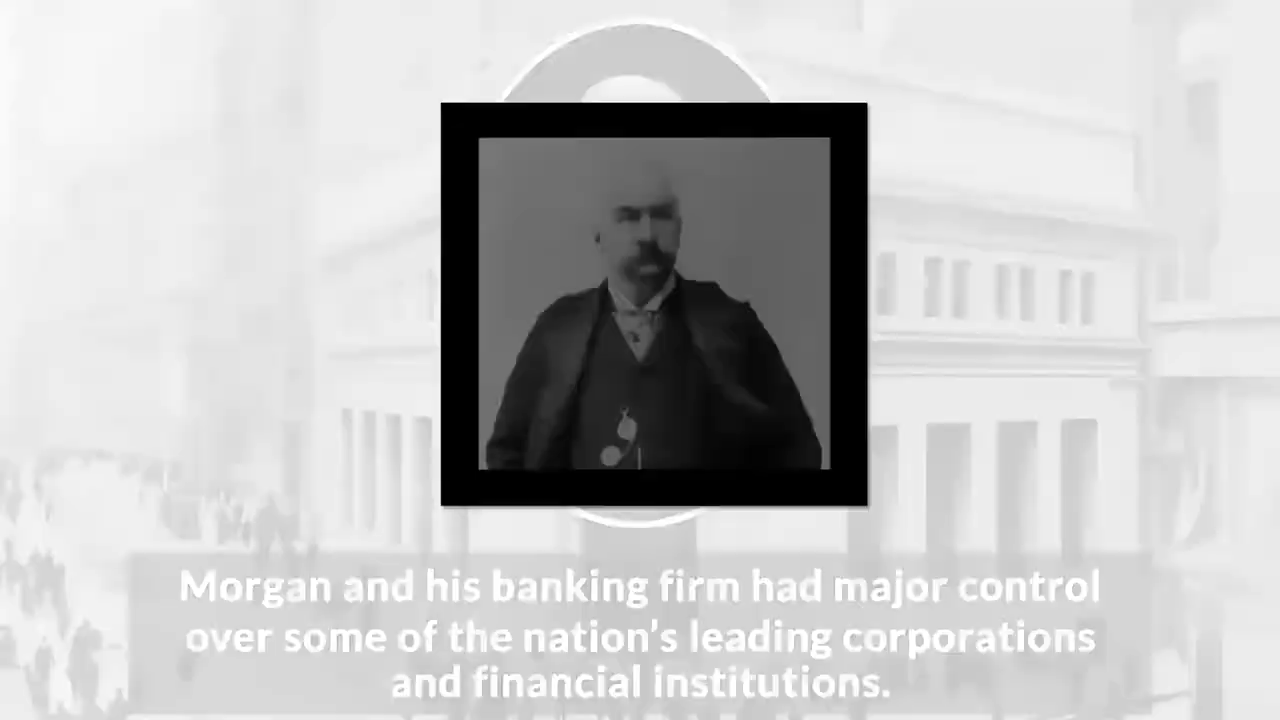 Morgan and his banking firm had major control
over some of the nation's leading corporations
and financial institutions.